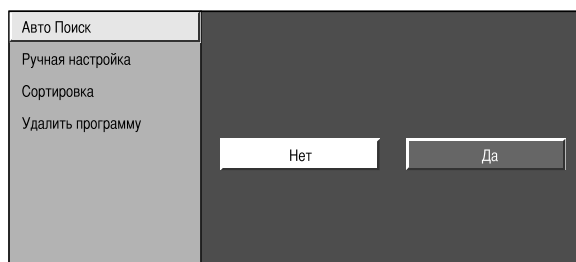 Авто Поиск
Ручная настройка
Сортировка
Удалить программу
Нет
Да